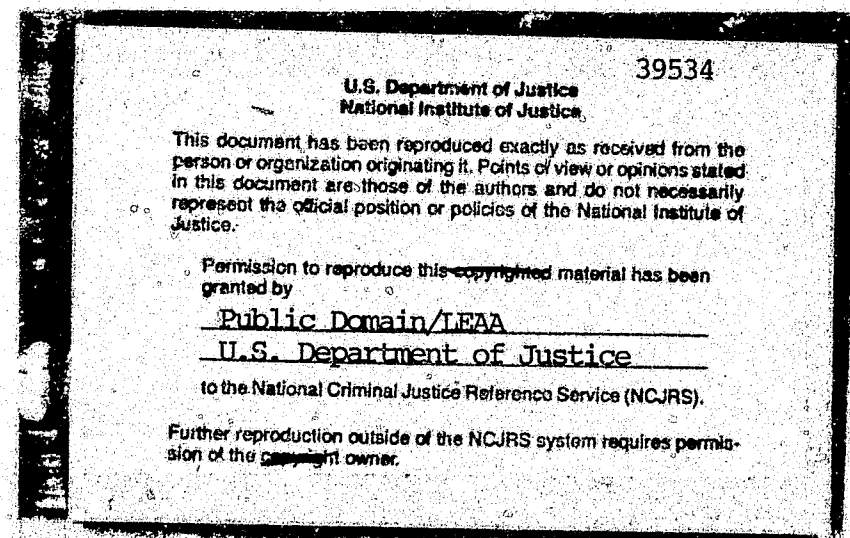 39534
U.S. Department of Justice
National Institute of Justice
This document has been reproduced exactly as received from the
person or organization originating it. Points of view or opinions stated
in this document are those of the authors and do not necessarily
represent the official position or policies of the National Institute of
Justice.
Permission to reproduce this copyrighted material has been
granted by
Public Domain/LEAA
U.S. Department of Justice
to the National Criminal Justice Reference Service (NCJRS).
Further reproduction outside of the NCJRS system requires permis-
sion of the copyright owner.